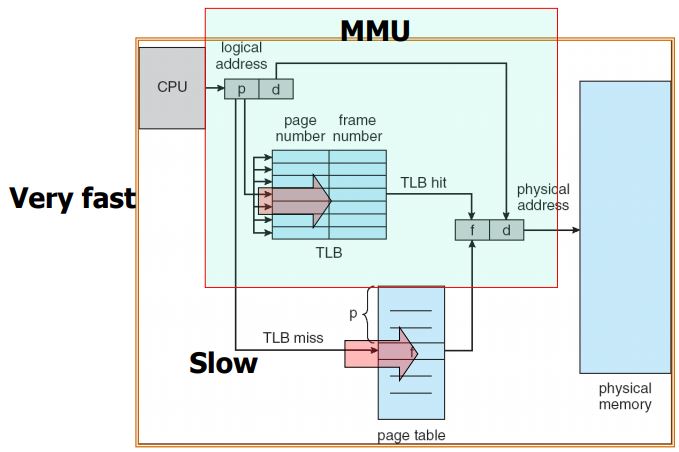 MMU
logical
address
CPU
p
d
page
number
frame
number
TLB hit
physical
address
Very fast
f
d
TLB
p
TLB miss
f
Slow
physical
memory
page table